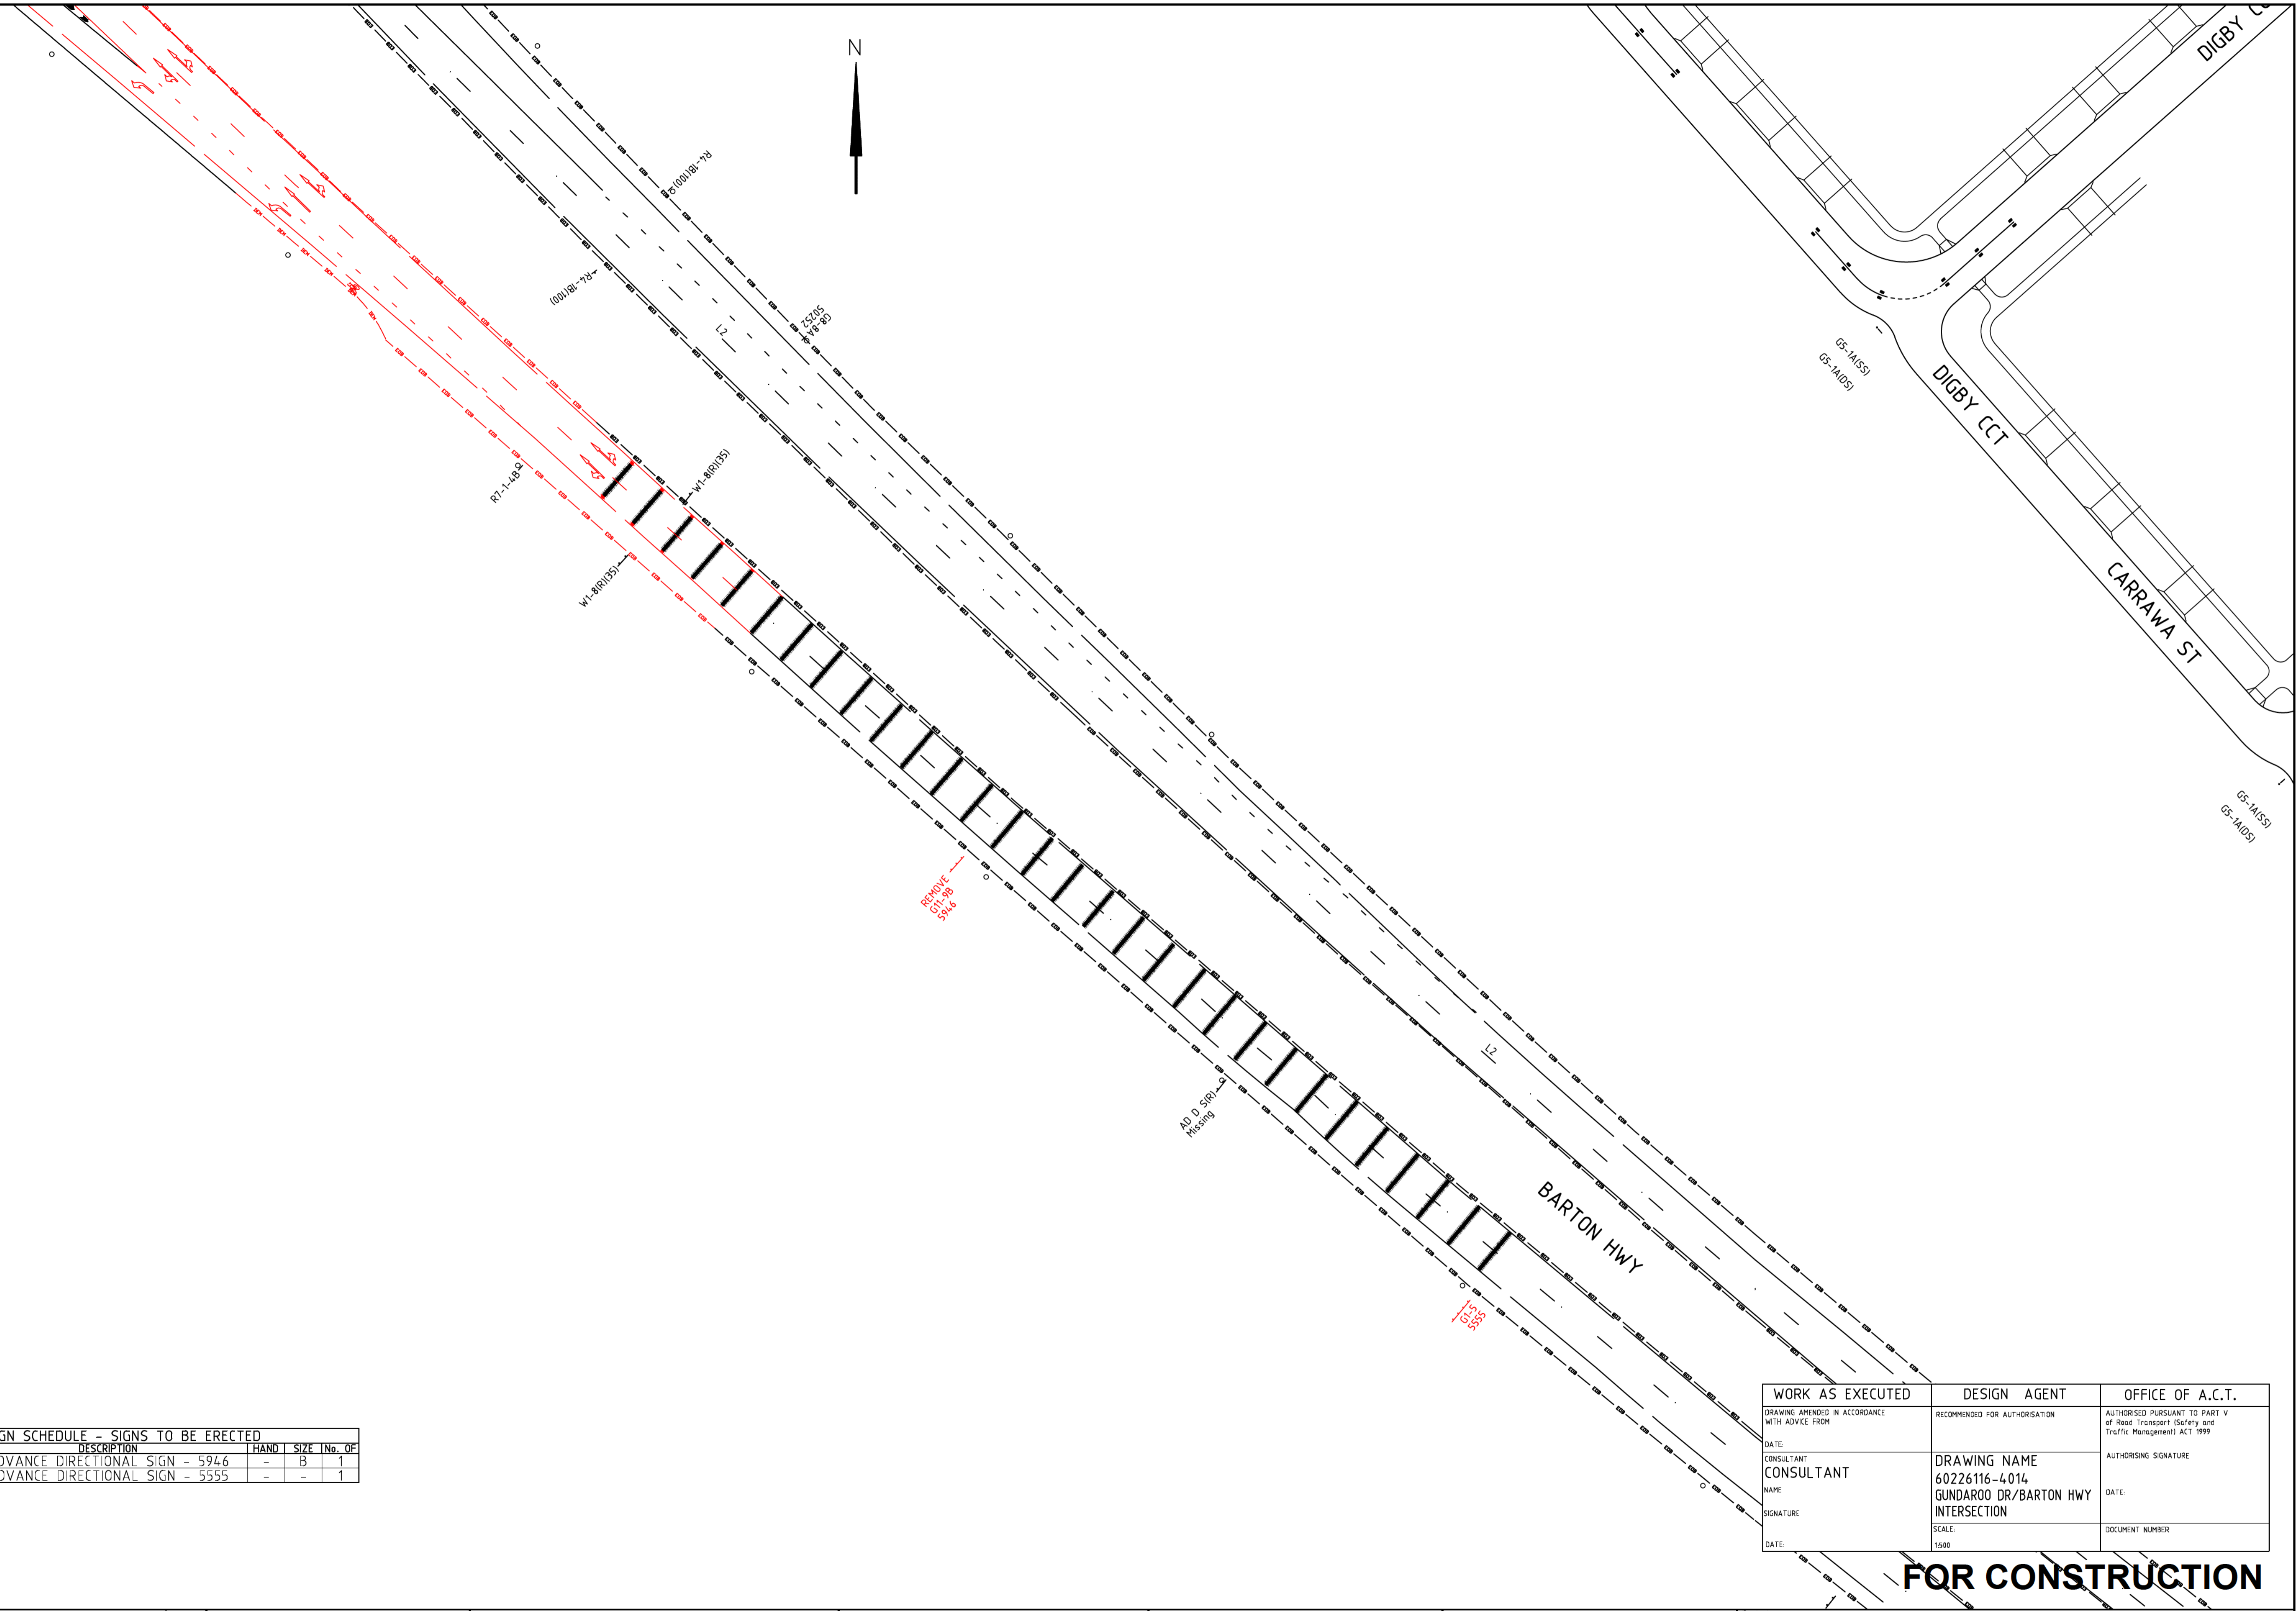 N
DIGBY
R4-1B(100)
R4-1B(100)
G8-8A
50252
L2
GS-1A(SS)
GS-1A(DS)
DIGBY CCT
CARRAWA ST
R7-1-4B
W1-8(R)(35)
W1-8(R)(35)
GS-1A(SS)
GS-1A(DS)
REMOVE
G11-9B
5946
L2
AD D S(R)
Missing
BARTON HWY
G1-5
5555
GN SCHEDULE - SIGNS TO BE ERECTED
DESCRIPTION HAND SIZE No. OF
DVANCE DIRECTIONAL SIGN - 5946 - B 1
DVANCE DIRECTIONAL SIGN - 5555 - - 1
WORK AS EXECUTED
DRAWING AMENDED IN ACCORDANCE
WITH ADVICE FROM
DATE:
CONSULTANT
CONSULTANT
NAME
SIGNATURE
DATE:
DESIGN AGENT
RECOMMENDED FOR AUTHORISATION
DRAWING NAME
60226116-4014
GUNDAROO DR/BARTON HWY
INTERSECTION
SCALE:
1:500
OFFICE OF A.C.T.
AUTHORISED PURSUANT TO PART V
of Road Transport (Safety and
Traffic Management) ACT 1999
AUTHORISING SIGNATURE
DATE:
DOCUMENT NUMBER
FOR CONSTRUCTION